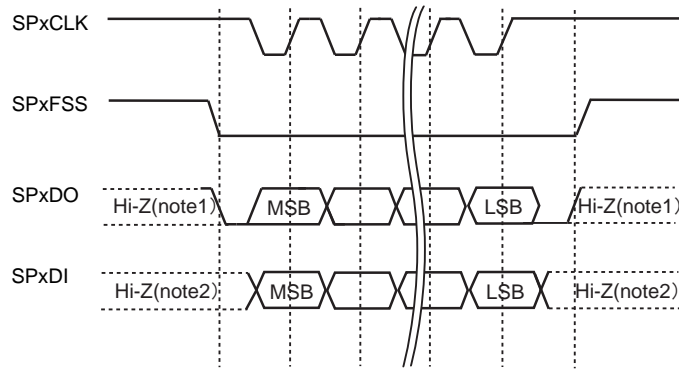 SPxCLK
SPxFSS
SPxDO
Hi-Z(note1) MSB LSB Hi-Z(note1)
SPxDI
Hi-Z(note2) MSB LSB Hi-Z(note2)